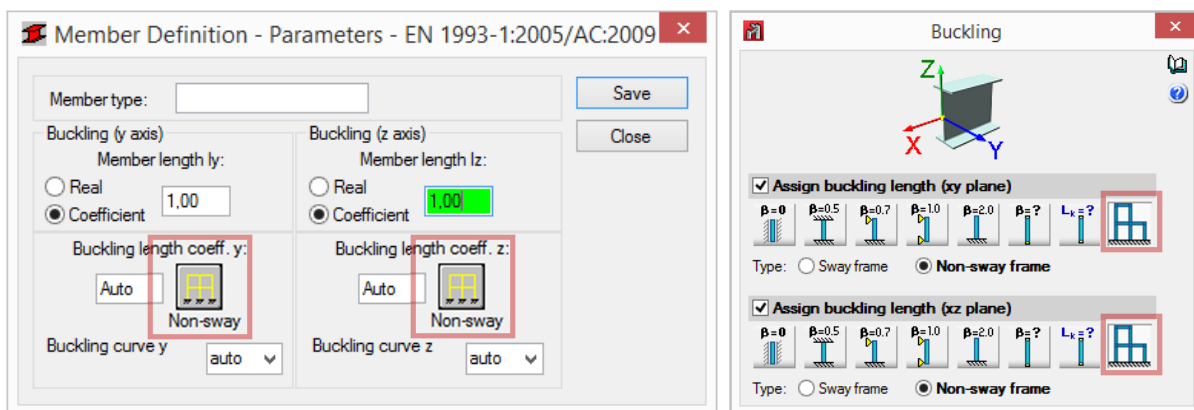 Member Definition - Parameters - EN 1993-1:2005/AC:2009
Member type:
Save
Close
Buckling (y axis)
Member length ly:
Real
Coefficient
1,00
Buckling (z axis)
Member length lz:
Real
Coefficient
1,00
Buckling length coeff. y:
Auto
Non-sway
Buckling curve y
auto
Buckling length coeff. z:
Auto
Non-sway
Buckling curve z
auto
Buckling
Z
X
Y
Assign buckling length (xy plane)
β=0 β=0.5 β=0.7 β=1.0 β=2.0 β=? Lk=?
Type: Sway frame Non-sway frame
Assign buckling length (xz plane)
β=0 β=0.5 β=0.7 β=1.0 β=2.0 β=? Lk=?
Type: Sway frame Non-sway frame